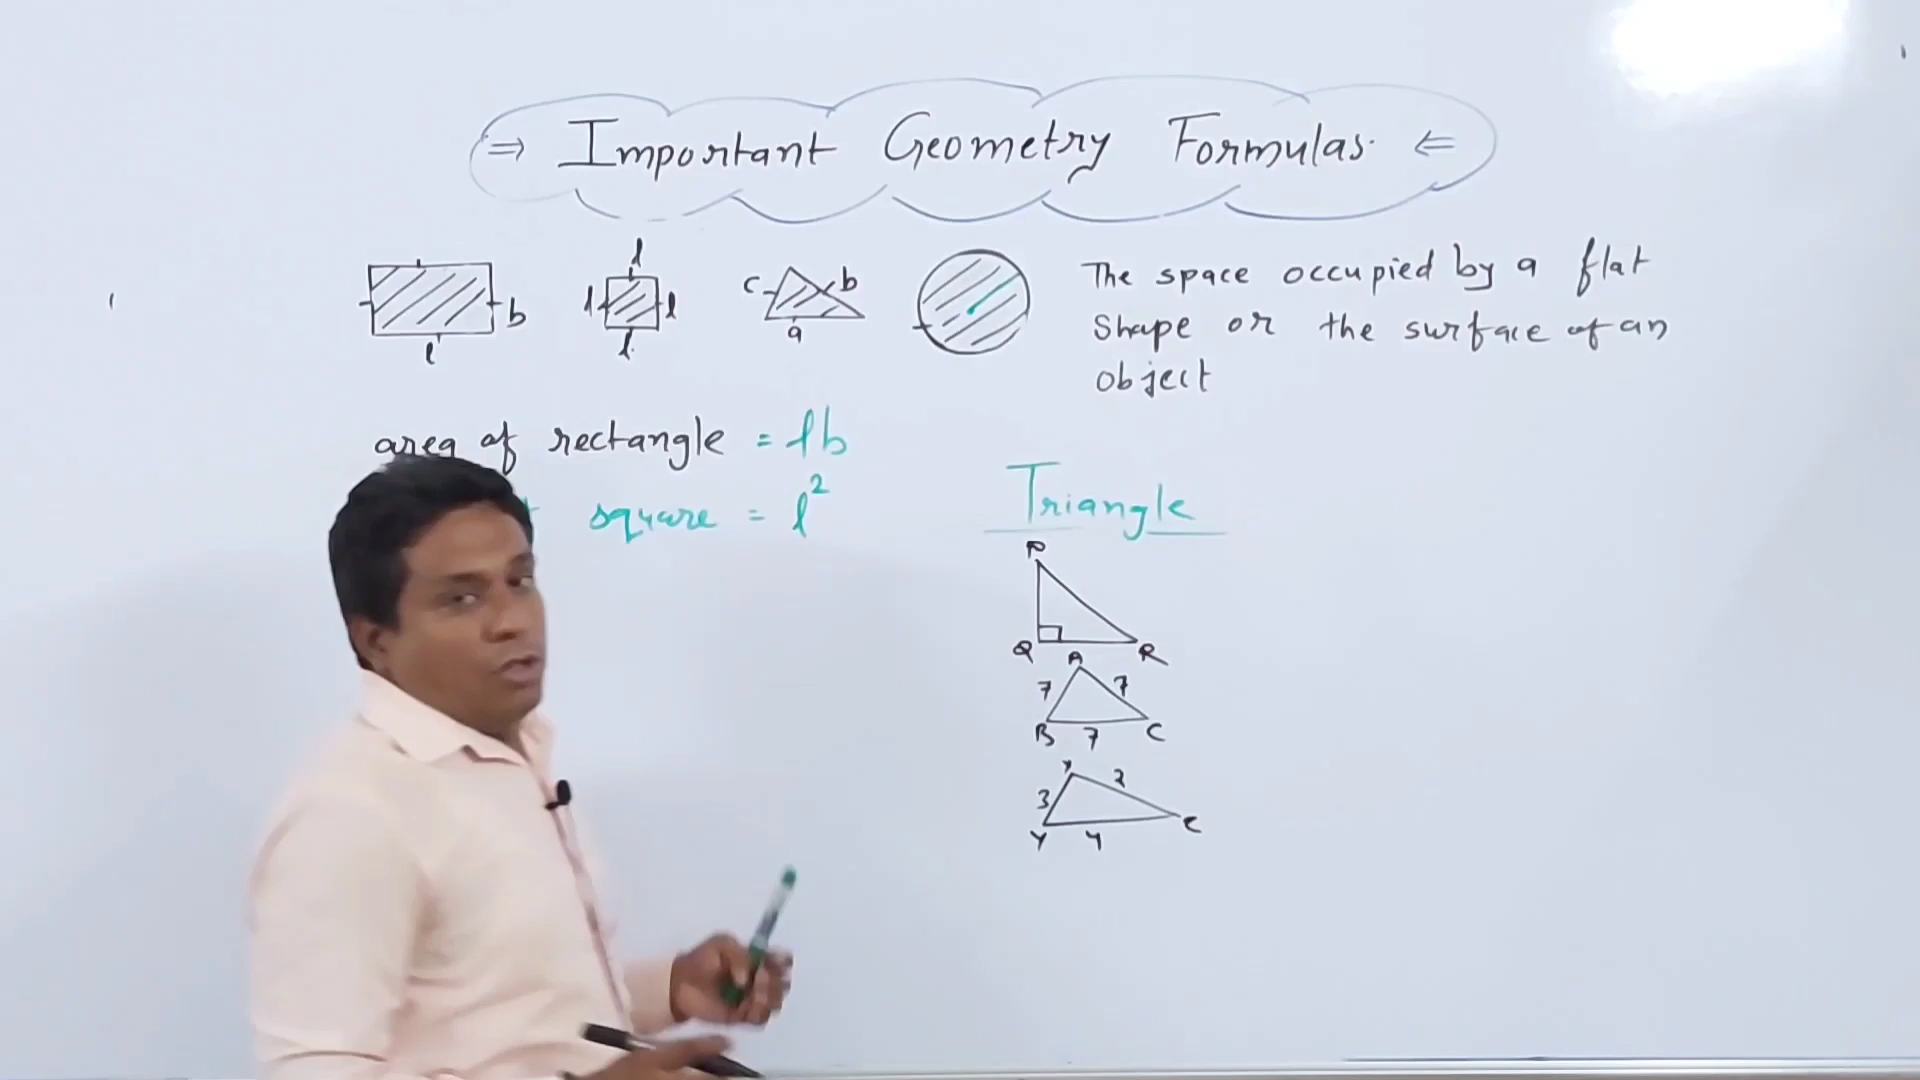 ⇒ Important Geometry Formulas. ⇐
l b l
l l l l
c b a
The space occupied by a flat
Shape or the surface of an
object
area of rectangle = lb
square = l²
Triangle
P
Q R
A
7 7
B 7 C
X 2
3
Y 4